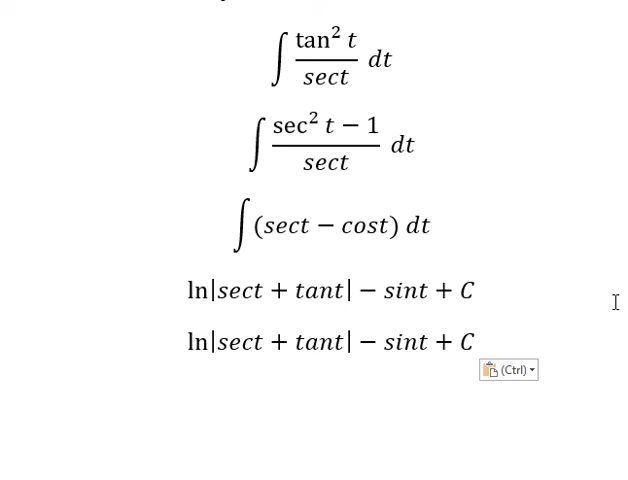 ∫ tan² t / sect dt
∫ sec² t − 1 / sect dt
∫ (sect − cost) dt
ln|sect + tant| − sint + C
ln|sect + tant| − sint + C
(Ctrl)